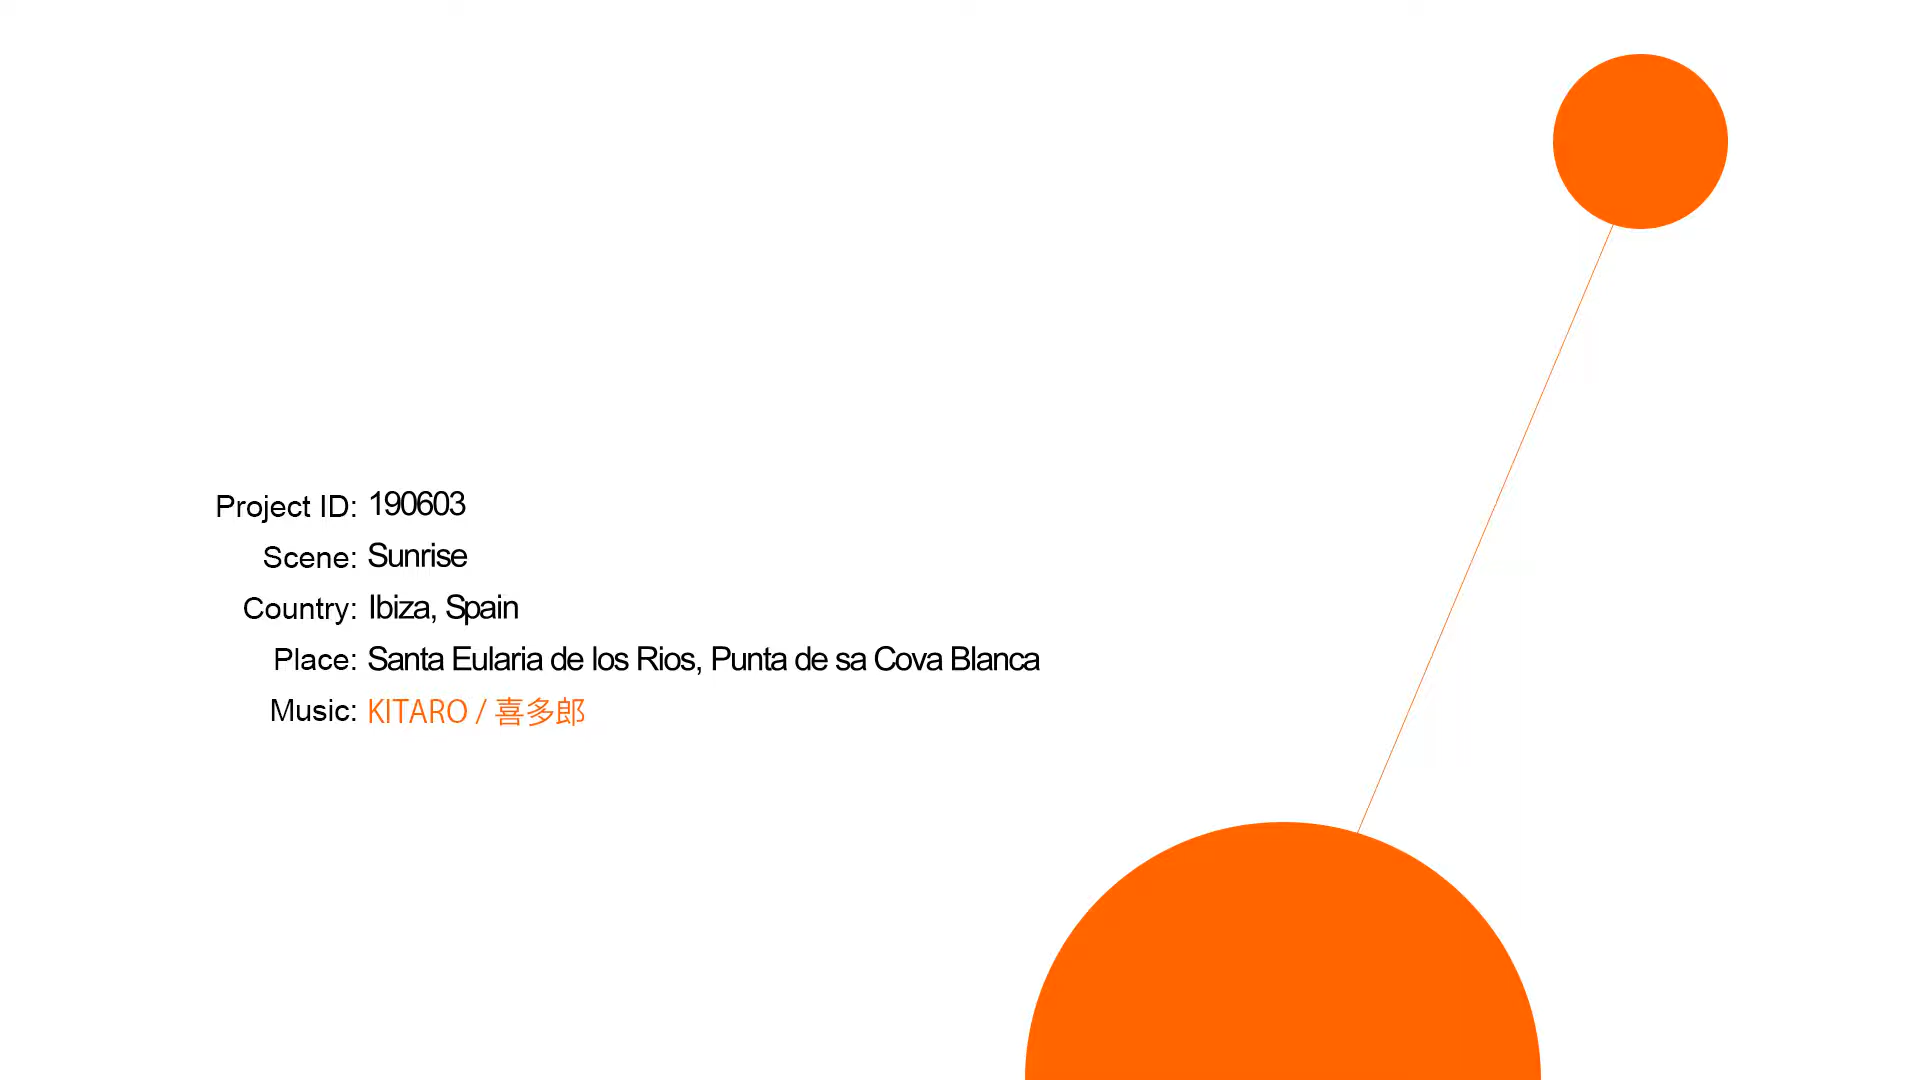 Project ID: 190603
Scene: Sunrise
Country: Ibiza, Spain
Place: Santa Eularia de los Rios, Punta de sa Cova Blanca
Music: KITARO / 喜多郎